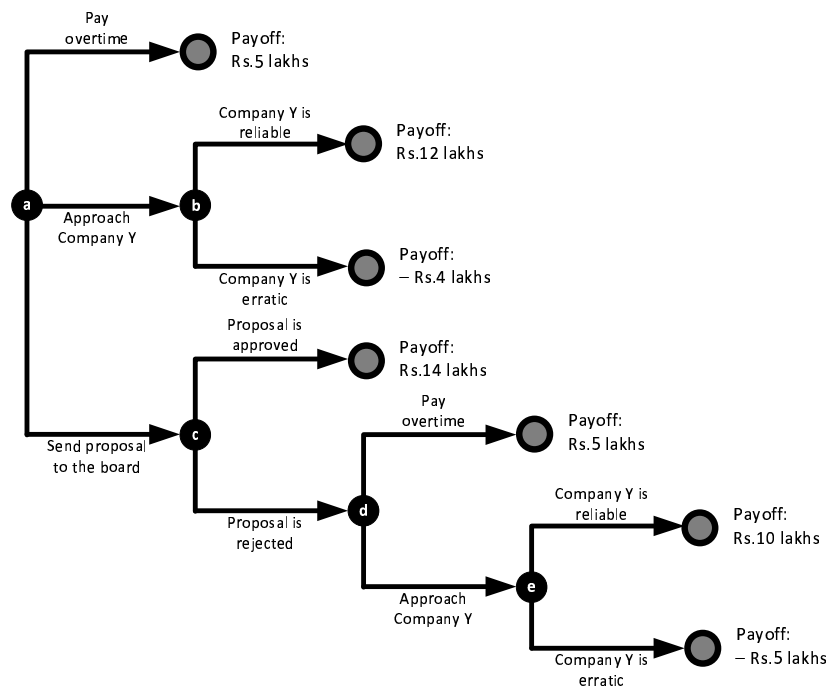 Pay
overtime
Payoff:
Rs.5 lakhs
Company Y is
reliable
Payoff:
Rs.12 lakhs
a
b
Approach
Company Y
Payoff:
– Rs.4 lakhs
Company Y is
erratic
Proposal is
approved
Payoff:
Rs.14 lakhs
Pay
overtime
Payoff:
Rs.5 lakhs
c
Send proposal
to the board
Company Y is
reliable
Payoff:
Rs.10 lakhs
d
Proposal is
rejected
e
Approach
Company Y
Payoff:
– Rs.5 lakhs
Company Y is
erratic